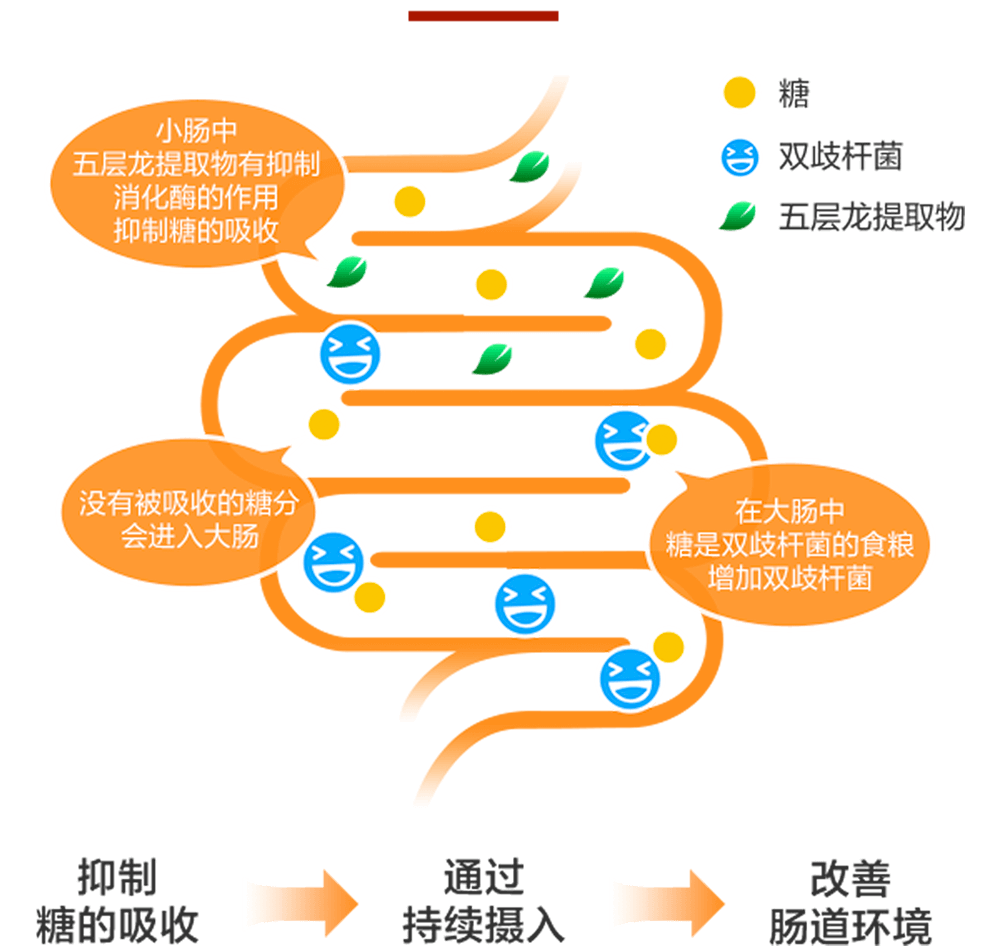 糖
双歧杆菌
五层龙提取物
小肠中
五层龙提取物有抑制
消化酶的作用
抑制糖的吸收
没有被吸收的糖分
会进入大肠
在大肠中
糖是双歧杆菌的食粮
增加双歧杆菌
抑制
糖的吸收
通过
持续摄入
改善
肠道环境